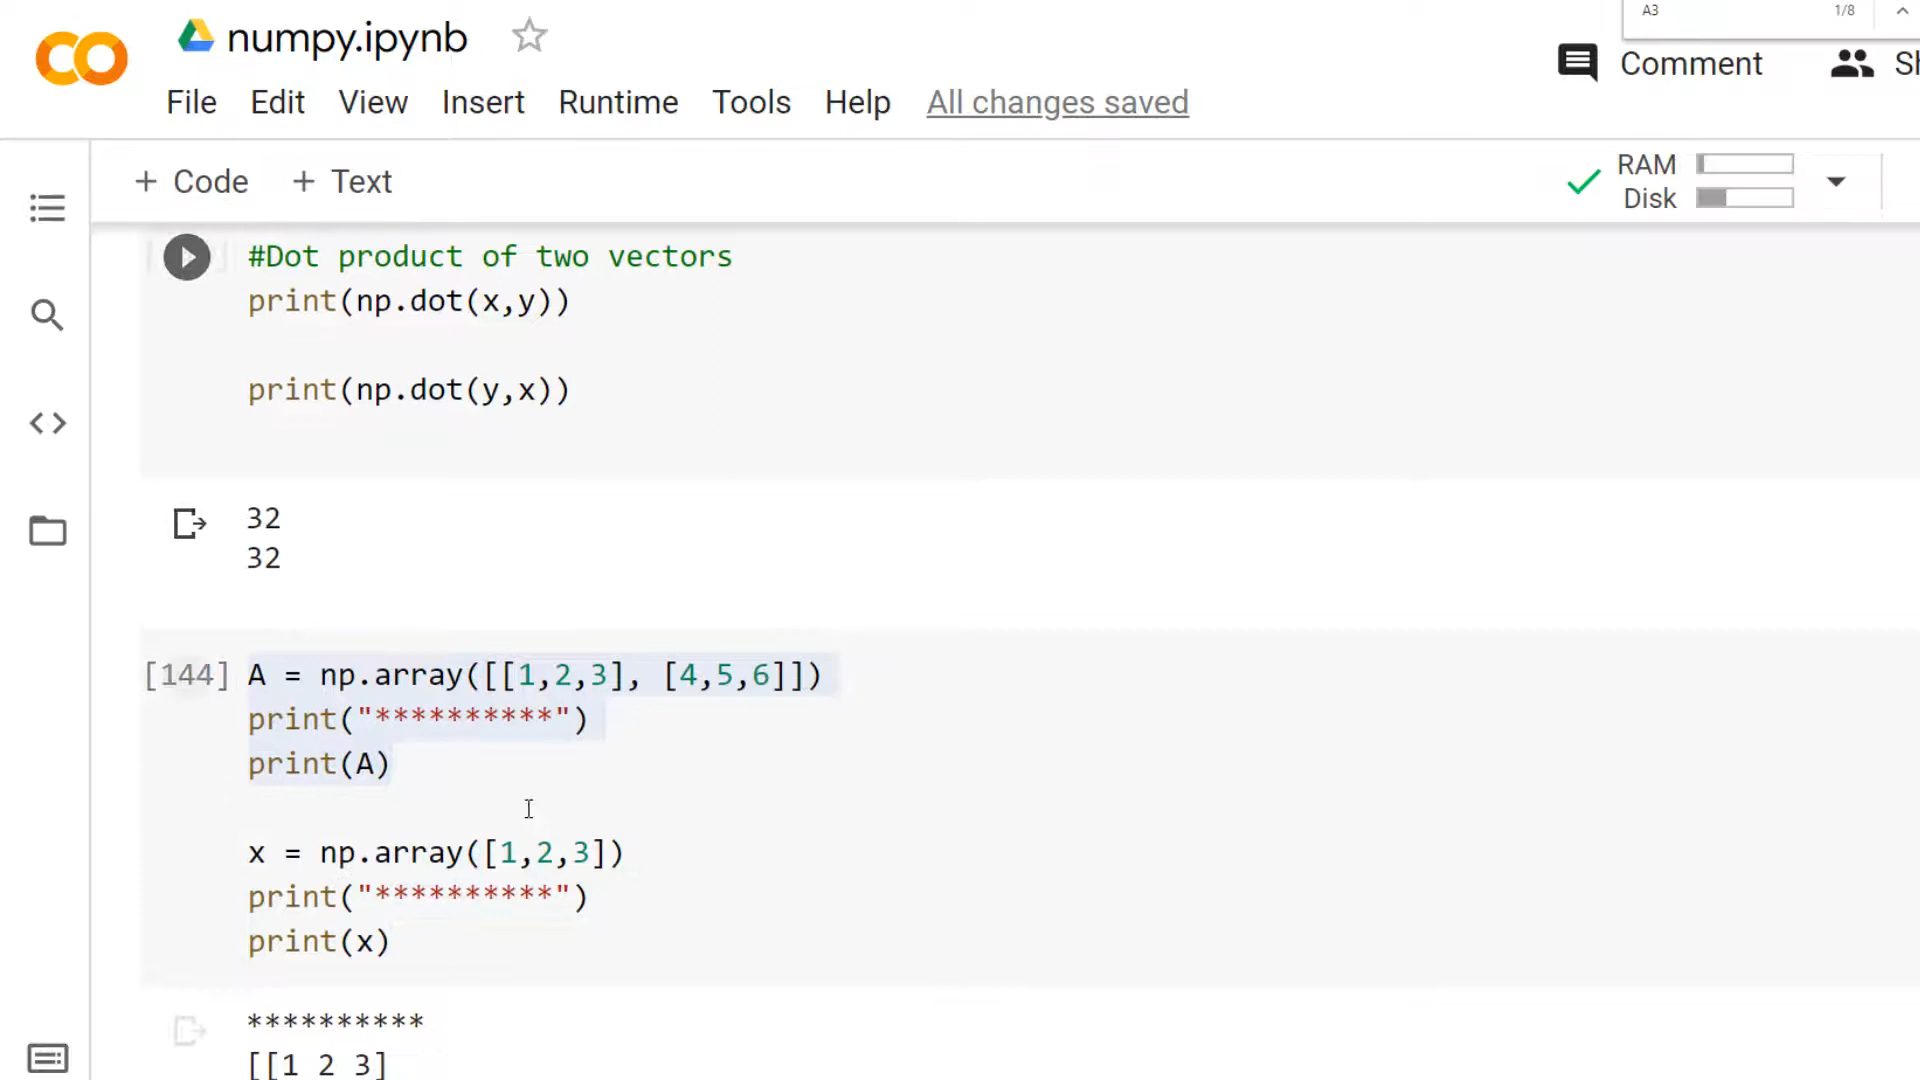 A3 1/8
numpy.ipynb
Comment
File Edit View Insert Runtime Tools Help All changes saved
+ Code + Text
RAM
Disk
#Dot product of two vectors
print(np.dot(x,y))
print(np.dot(y,x))
32
32
[144] A = np.array([[1,2,3], [4,5,6]])
print("**********")
print(A)
x = np.array([1,2,3])
print("**********")
print(x)
**********
[[1 2 3]